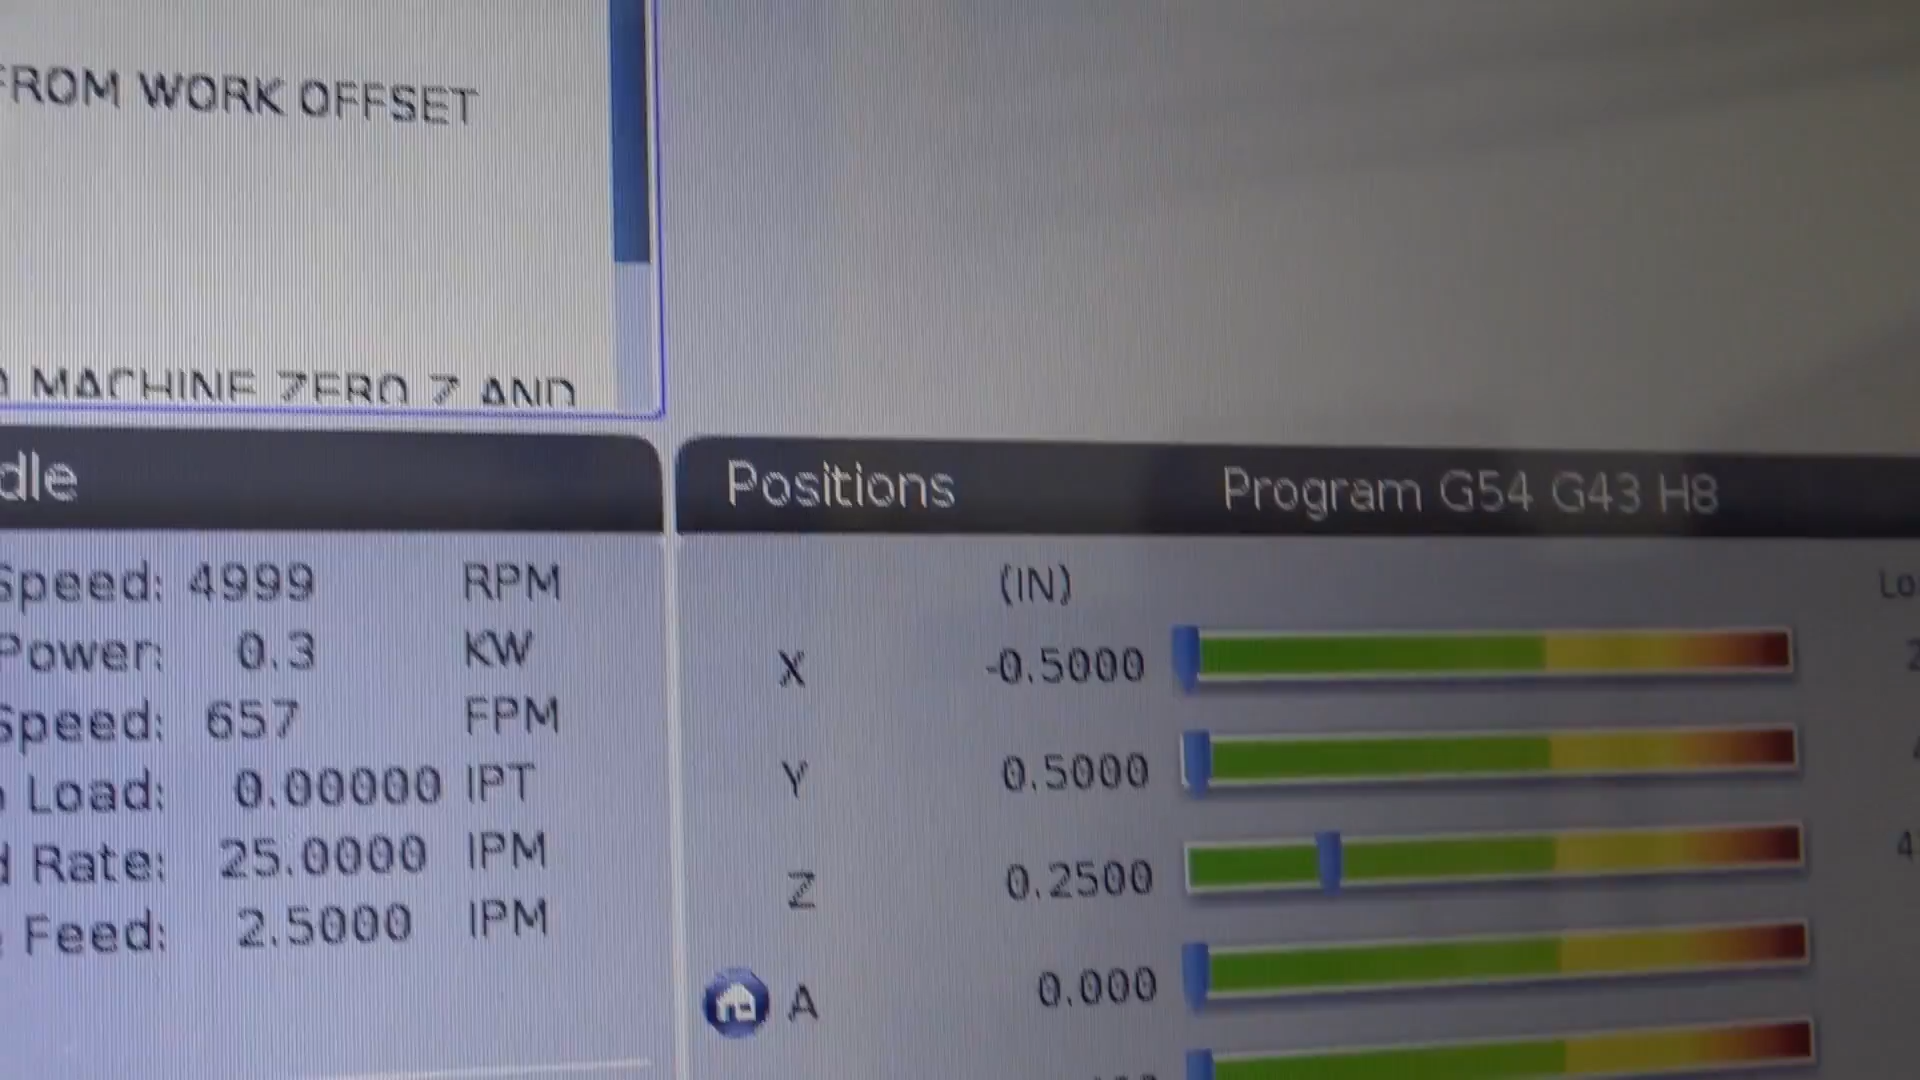 FROM WORK OFFSET
MACHINE ZERO Z AND
dle
Speed: 4999 RPM
Power: 0.3 KW
Speed: 657 FPM
Load: 0.00000 IPT
Rate: 25.0000 IPM
Feed: 2.5000 IPM
Positions Program G54 G43 H8
(IN) Lo
X -0.5000
Y 0.5000
Z 0.2500 4
A 0.000